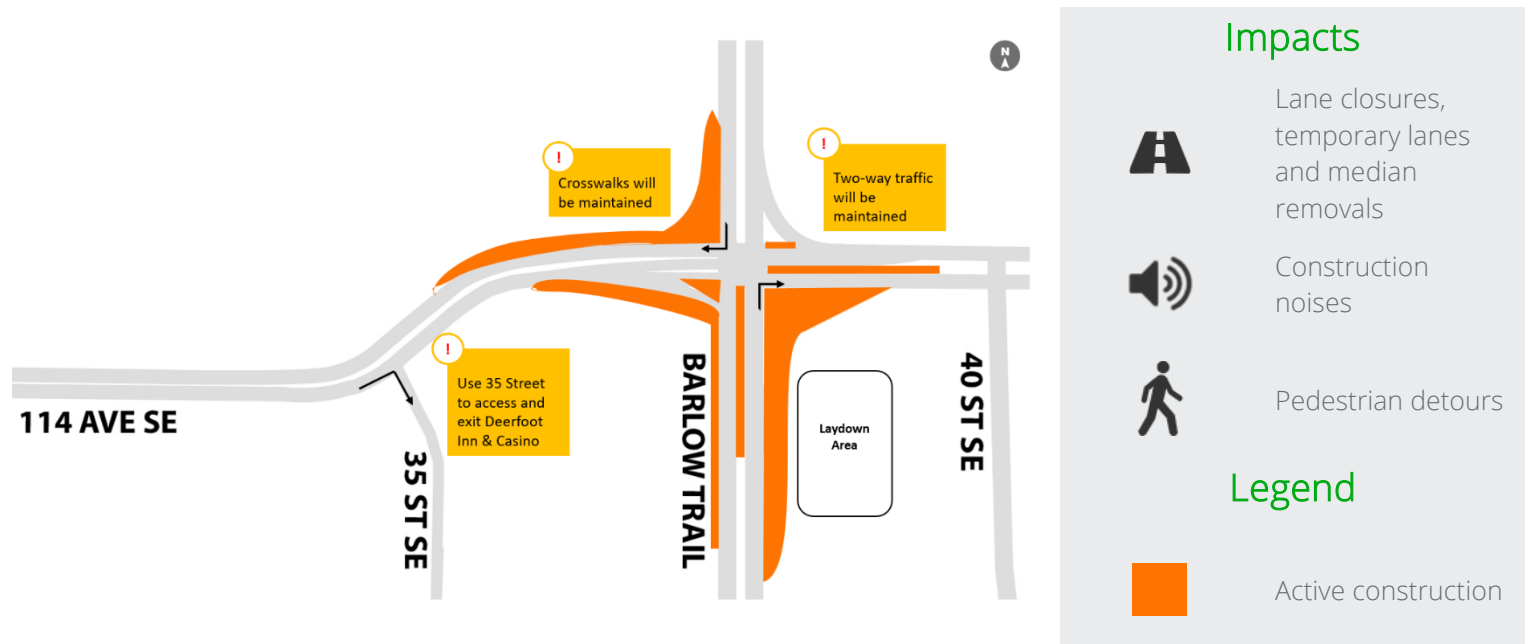 N
!
Crosswalks will
be maintained
!
Two-way traffic
will be
maintained
!
Use 35 Street
to access and
exit Deerfoot
Inn & Casino
114 AVE SE
35 ST SE
BARLOW TRAIL
Laydown
Area
40 ST SE
Impacts
Lane closures,
temporary lanes
and median
removals
Construction
noises
Pedestrian detours
Legend
Active construction